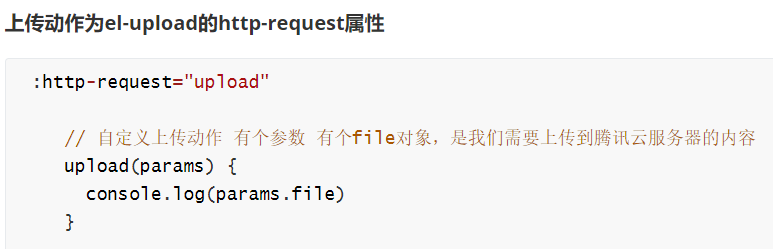 上传动作为el-upload的http-request属性
:http-request="upload"
// 自定义上传动作 有个参数 有个file对象，是我们需要上传到腾讯云服务器的内容
upload(params) {
console.log(params.file)
}